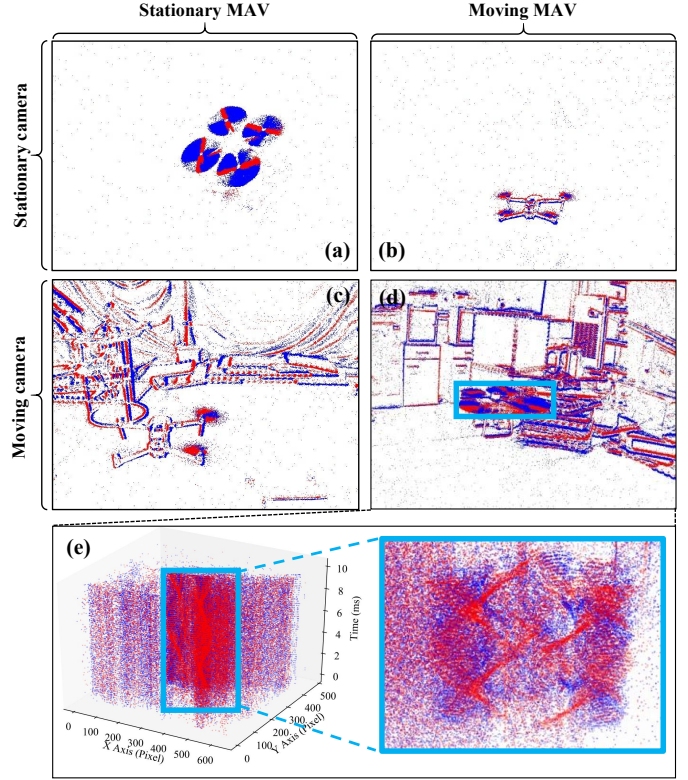 Stationary MAV
Moving MAV
Stationary camera
(a)
(b)
Moving camera
(c)
(d)
(e)
10
8
6
4
2
0
Time (ms)
0
100
200
300
400
500
600
X Axis (Pixel)
0
100
200
300
400
500
Y Axis (Pixel)